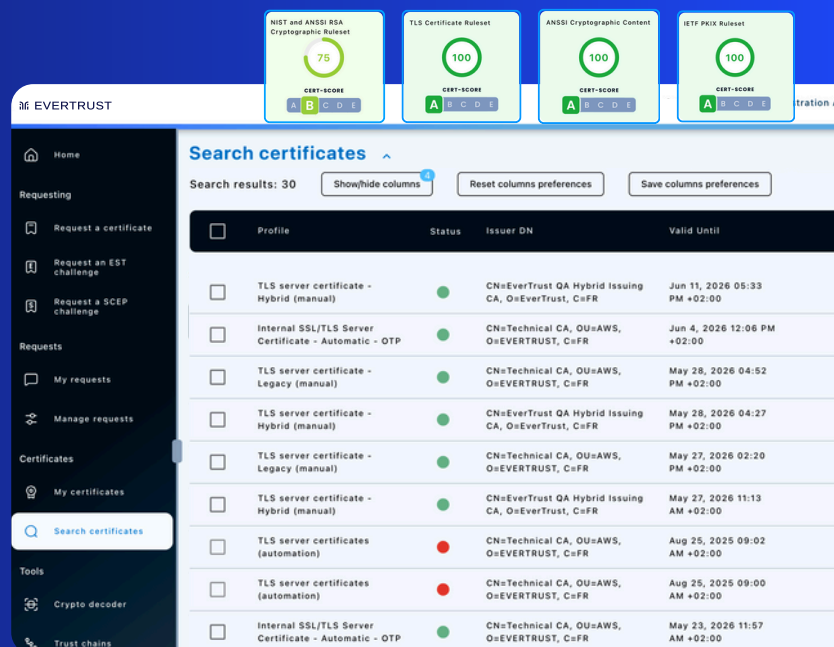 NIST and ANSSI RSA
Cryptographic Ruleset
75
CERT-SCORE
A B C D E
TLS Certificate Ruleset
100
CERT-SCORE
A B C D E
ANSSI Cryptographic Content
100
CERT-SCORE
A B C D E
IETF PKIX Ruleset
100
CERT-SCORE
A B C D E
EVERTRUST
Home
Requesting
Request a certificate
Request an EST
challenge
Request a SCEP
challenge
Requests
My requests
Manage requests
Certificates
My certificates
Search certificates
Tools
Crypto decoder
Trust chains
Search certificates
Search results: 30
Show/hide columns
4
Reset columns preferences
Save columns preferences
Profile Status Issuer DN Valid Until
TLS server certificate - CN=EverTrust QA Hybrid Issuing Jun 11, 2026 05:33
Hybrid (manual) CA, O=EverTrust, C=FR PM +02:00
Internal SSL/TLS Server CN=Technical CA, OU=AWS, Jun 4, 2026 12:06 PM
Certificate - Automatic - OTP O=EVERTRUST, C=FR +02:00
TLS server certificate - CN=Technical CA, OU=AWS, May 28, 2026 04:52
Legacy (manual) O=EVERTRUST, C=FR PM +02:00
TLS server certificate - CN=EverTrust QA Hybrid Issuing May 28, 2026 04:27
Hybrid (manual) CA, O=EverTrust, C=FR PM +02:00
TLS server certificate - CN=Technical CA, OU=AWS, May 27, 2026 02:20
Legacy (manual) O=EVERTRUST, C=FR PM +02:00
TLS server certificate - CN=EverTrust QA Hybrid Issuing May 27, 2026 11:13
Hybrid (manual) CA, O=EverTrust, C=FR AM +02:00
TLS server certificates CN=Technical CA, OU=AWS, Aug 25, 2025 09:02
(automation) O=EVERTRUST, C=FR AM +02:00
TLS server certificates CN=Technical CA, OU=AWS, Aug 25, 2025 09:00
(automation) O=EVERTRUST, C=FR AM +02:00
Internal SSL/TLS Server CN=Technical CA, OU=AWS, May 23, 2026 11:57
Certificate - Automatic - OTP O=EVERTRUST, C=FR AM +02:00